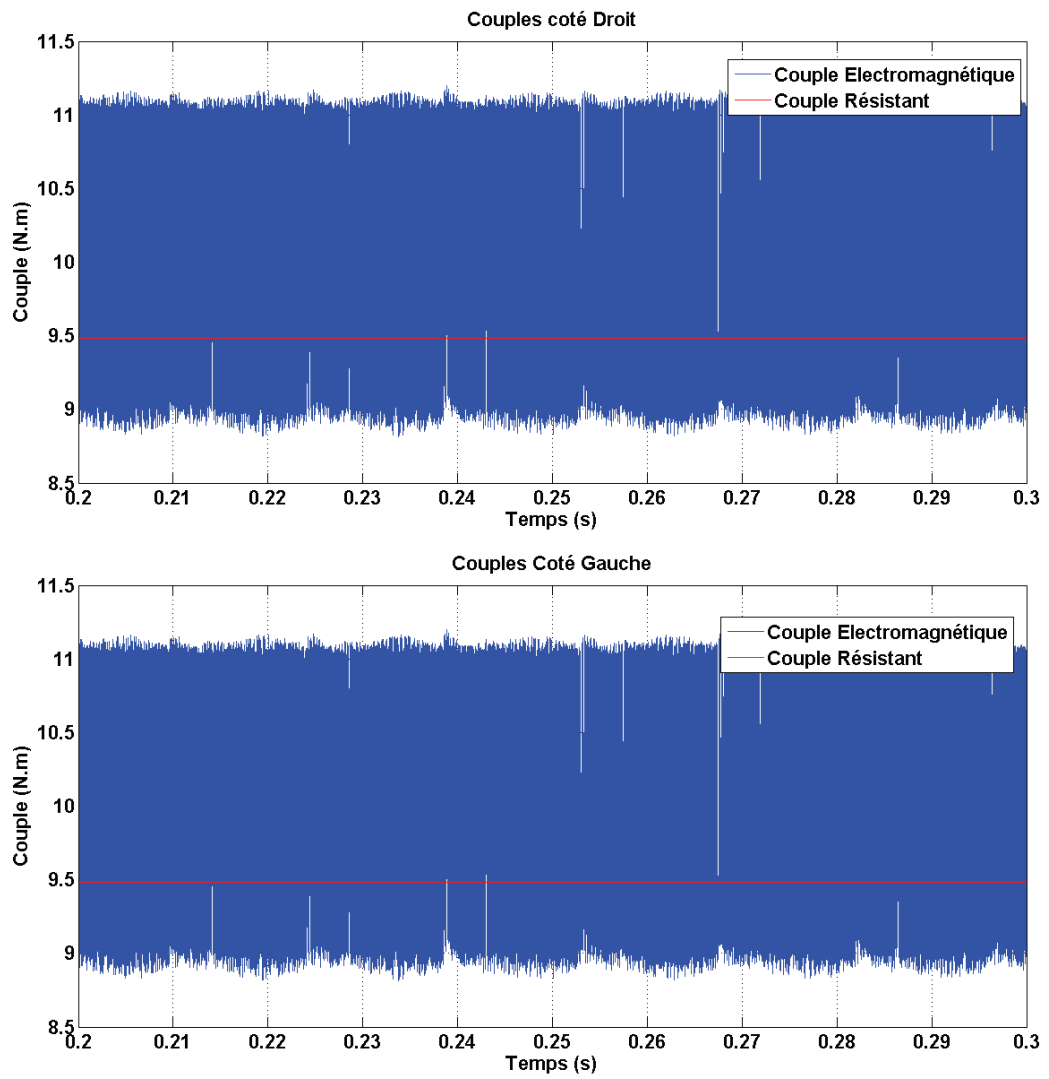 Couples coté Droit
11.5
11
10.5
10
9.5
9
8.5
Couple (N.m)
Couple Electromagnétique
Couple Résistant
0.2 0.21 0.22 0.23 0.24 0.25 0.26 0.27 0.28 0.29 0.3
Temps (s)
Couples Coté Gauche
11.5
11
10.5
10
9.5
9
8.5
Couple (N.m)
Couple Electromagnétique
Couple Résistant
0.2 0.21 0.22 0.23 0.24 0.25 0.26 0.27 0.28 0.29 0.3
Temps (s)